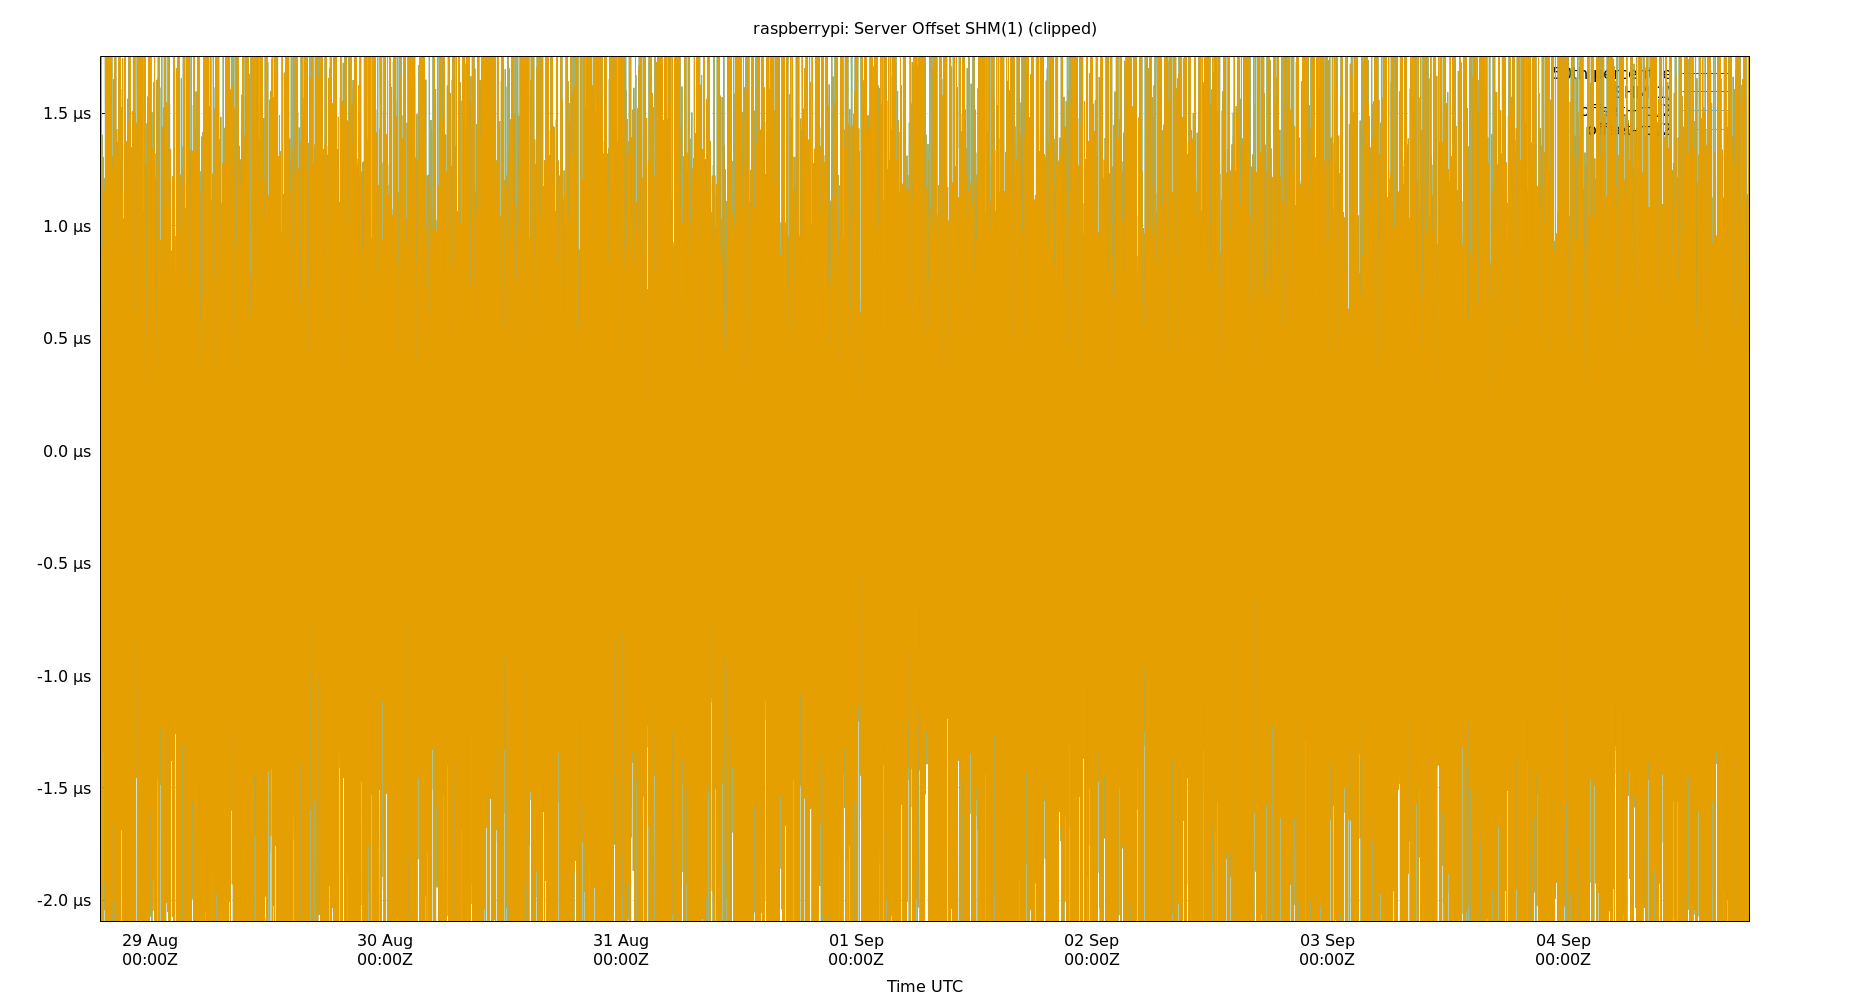 raspberrypi: Server Offset SHM(1) (clipped)
1.5 µs
1.0 µs
0.5 µs
0.0 µs
-0.5 µs
-1.0 µs
-1.5 µs
-2.0 µs
29 Aug 30 Aug 31 Aug 01 Sep 02 Sep 03 Sep 04 Sep
00:00Z 00:00Z 00:00Z 00:00Z 00:00Z 00:00Z 00:00Z
Time UTC